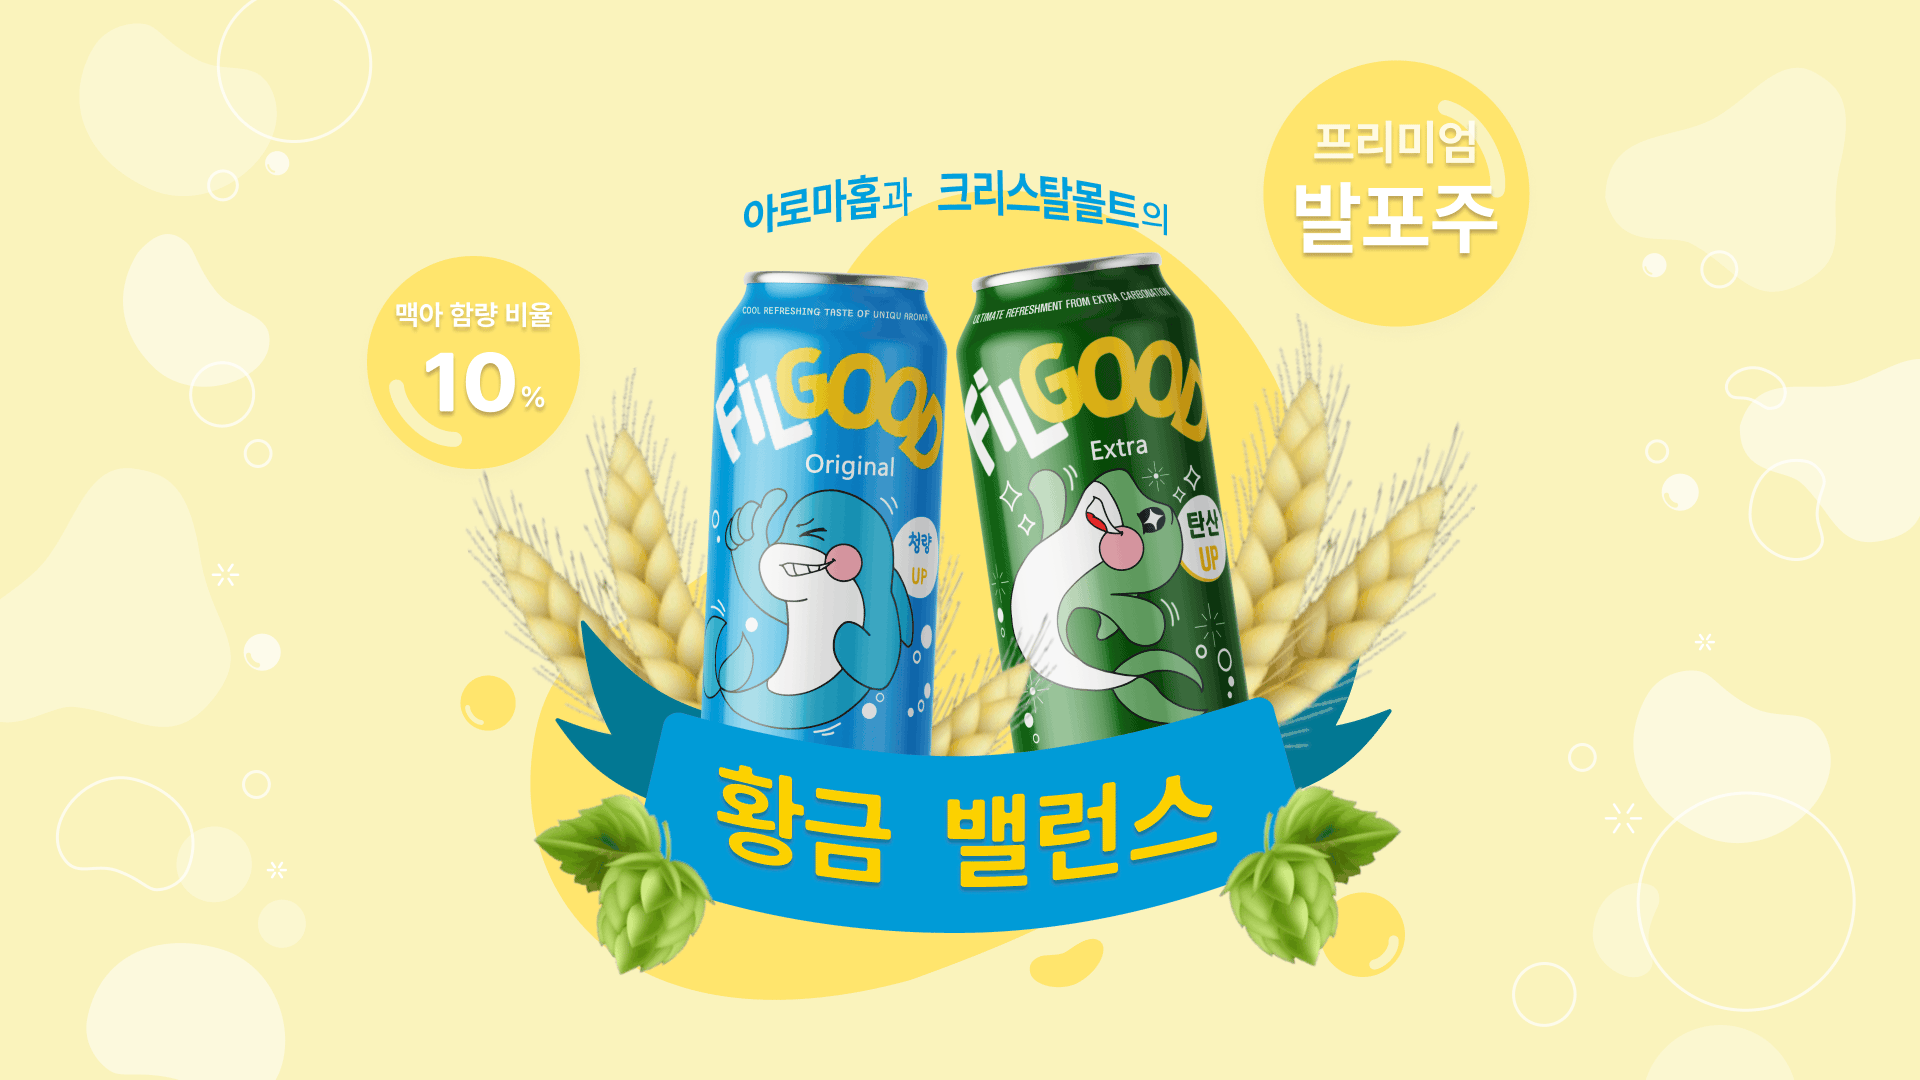 프리미엄
발포주
아로마홉과 크리스탈몰트의
맥아 함량 비율
10%
COOL REFRESHING TASTE OF UNIQU AROMA
FiLGOOD
Original
청량
UP
ULTIMATE REFRESHMENT FROM EXTRA CARBONATION
FiLGOOD
Extra
탄산
UP
황금 밸런스